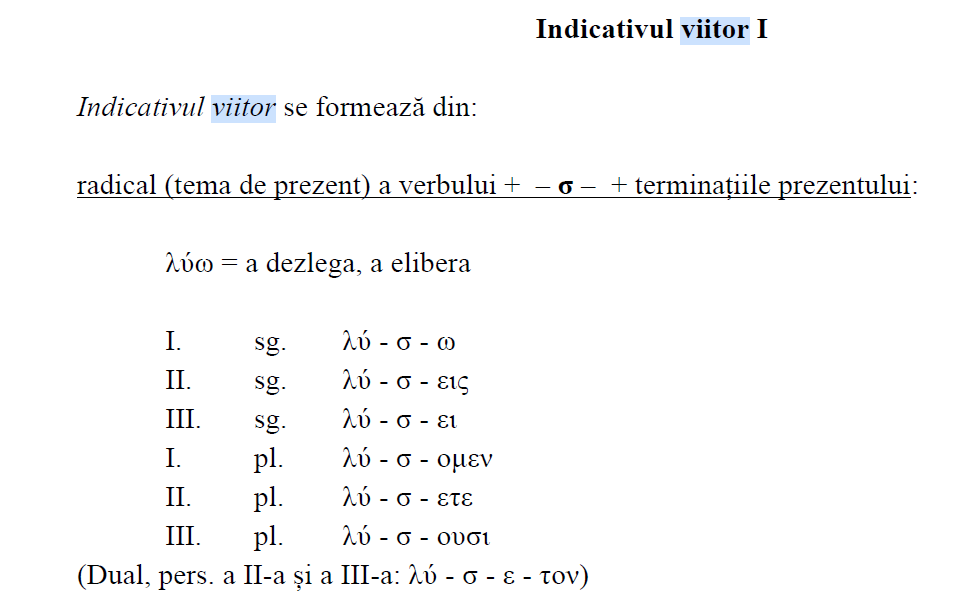 Indicativul viitor I
Indicativul viitor se formează din:
radical (tema de prezent) a verbului + – σ – + terminațiile prezentului:
λύω = a dezlega, a elibera
I. sg. λύ - σ - ω
II. sg. λύ - σ - εις
III. sg. λύ - σ - ει
I. pl. λύ - σ - ομεν
II. pl. λύ - σ - ετε
III. pl. λύ - σ - ουσι
(Dual, pers. a II-a și a III-a: λύ - σ - ε - τον)